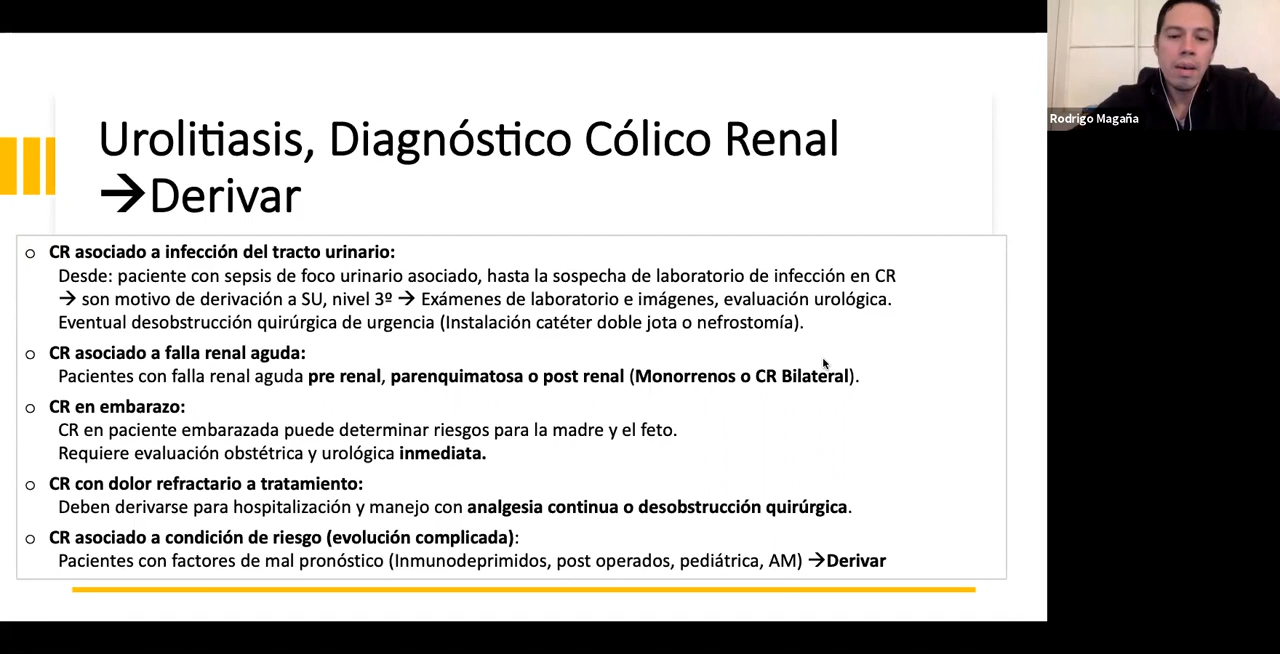 Urolitiasis, Diagnóstico Cólico Renal
→Derivar
o CR asociado a infección del tracto urinario:
Desde: paciente con sepsis de foco urinario asociado, hasta la sospecha de laboratorio de infección en CR
→ son motivo de derivación a SU, nivel 3º → Exámenes de laboratorio e imágenes, evaluación urológica.
Eventual desobstrucción quirúrgica de urgencia (Instalación catéter doble jota o nefrostomía).
o CR asociado a falla renal aguda:
Pacientes con falla renal aguda pre renal, parenquimatosa o post renal (Monorrenos o CR Bilateral).
o CR en embarazo:
CR en paciente embarazada puede determinar riesgos para la madre y el feto.
Requiere evaluación obstétrica y urológica inmediata.
o CR con dolor refractario a tratamiento:
Deben derivarse para hospitalización y manejo con analgesia continua o desobstrucción quirúrgica.
o CR asociado a condición de riesgo (evolución complicada):
Pacientes con factores de mal pronóstico (Inmunodeprimidos, post operados, pediátrica, AM) →Derivar
Rodrigo Magaña